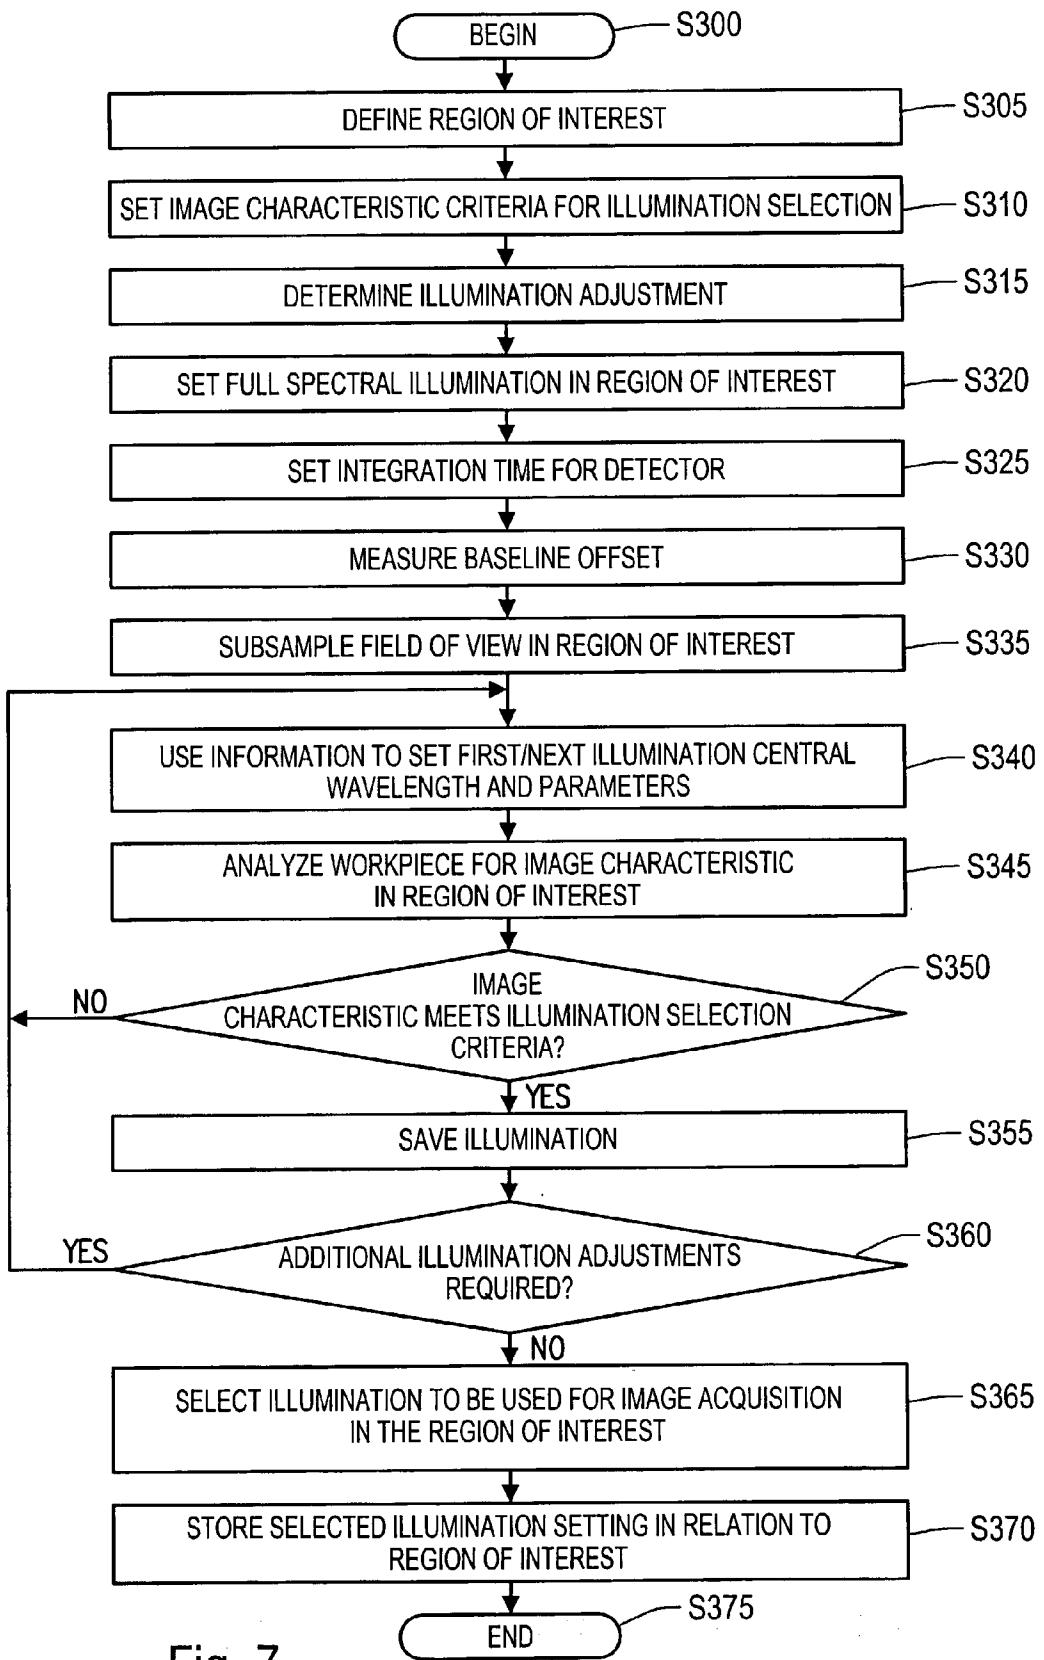 BEGIN
S300
DEFINE REGION OF INTEREST
S305
SET IMAGE CHARACTERISTIC CRITERIA FOR ILLUMINATION SELECTION
S310
DETERMINE ILLUMINATION ADJUSTMENT
S315
SET FULL SPECTRAL ILLUMINATION IN REGION OF INTEREST
S320
SET INTEGRATION TIME FOR DETECTOR
S325
MEASURE BASELINE OFFSET
S330
SUBSAMPLE FIELD OF VIEW IN REGION OF INTEREST
S335
USE INFORMATION TO SET FIRST/NEXT ILLUMINATION CENTRAL
WAVELENGTH AND PARAMETERS
S340
ANALYZE WORKPIECE FOR IMAGE CHARACTERISTIC
IN REGION OF INTEREST
S345
IMAGE
CHARACTERISTIC MEETS ILLUMINATION SELECTION
CRITERIA?
S350
NO
YES
SAVE ILLUMINATION
S355
ADDITIONAL ILLUMINATION ADJUSTMENTS
REQUIRED?
S360
YES
NO
SELECT ILLUMINATION TO BE USED FOR IMAGE ACQUISITION
IN THE REGION OF INTEREST
S365
STORE SELECTED ILLUMINATION SETTING IN RELATION TO
REGION OF INTEREST
S370
END
S375
Fig. 7